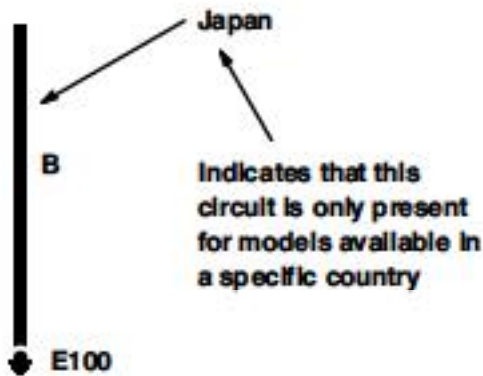 Japan
B
Indicates that this
circuit is only present
for models available in
a specific country
E100